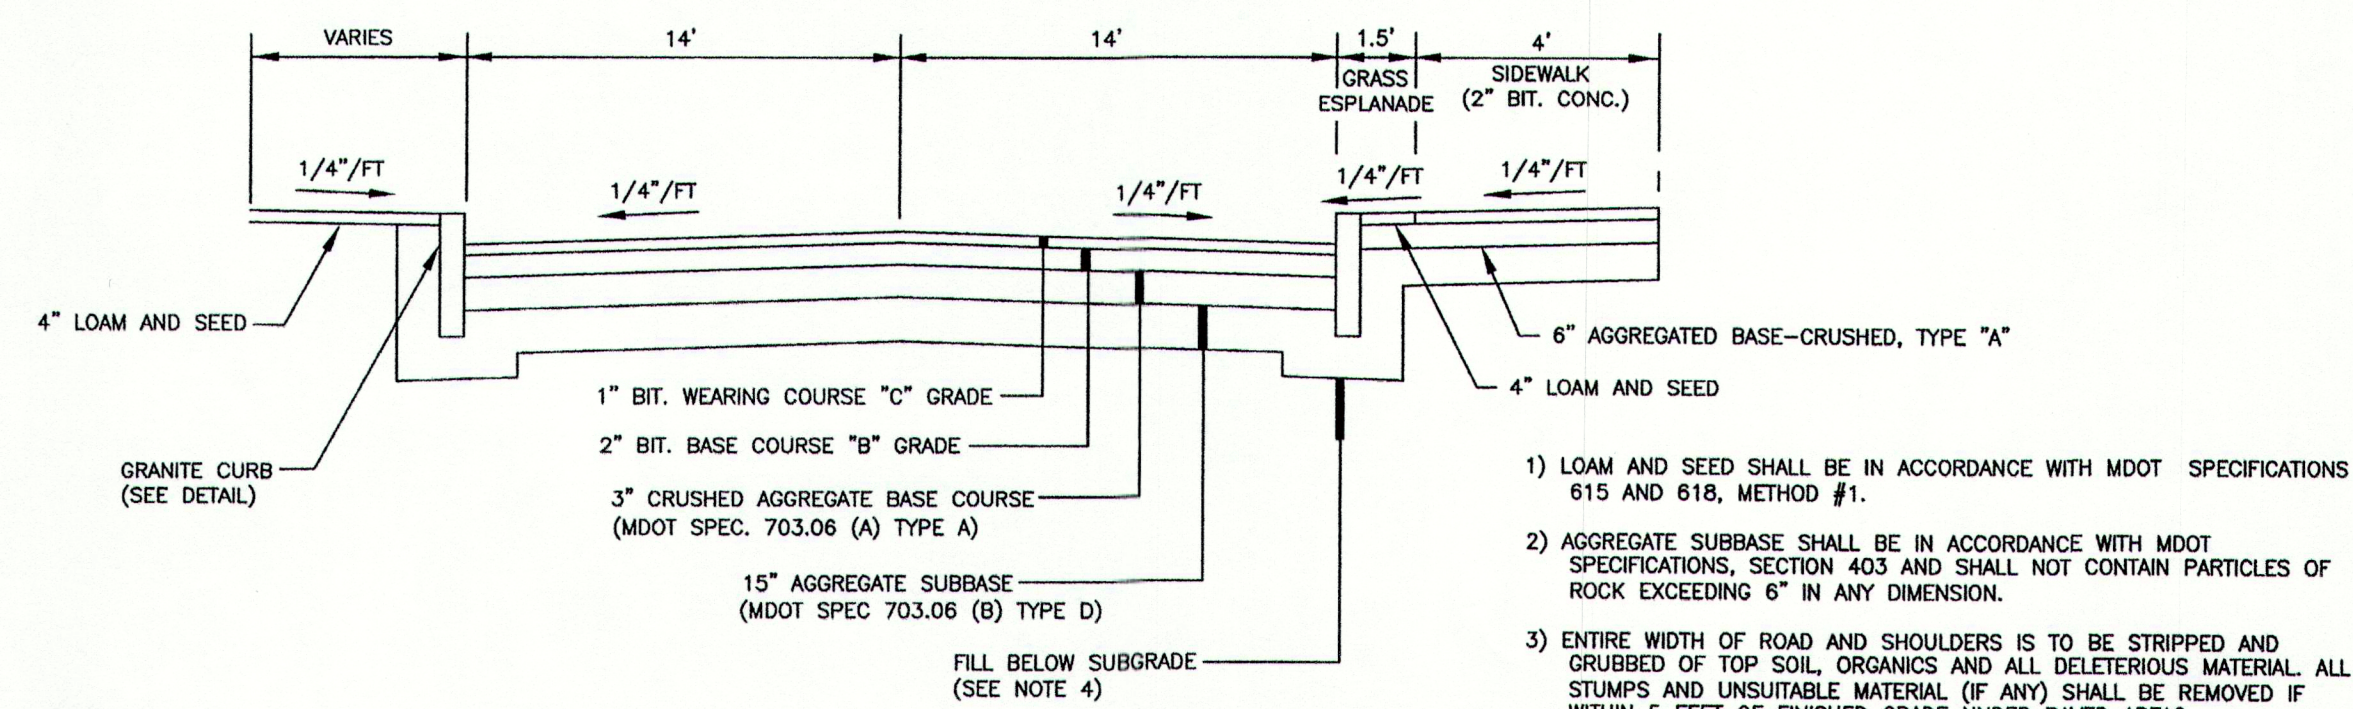 VARIES
14'
14'
1.5'
GRASS
ESPLANADE
4'
SIDEWALK
(2" BIT. CONC.)
1/4"/FT
1/4"/FT
1/4"/FT
1/4"/FT
1/4"/FT
4" LOAM AND SEED
GRANITE CURB
(SEE DETAIL)
1" BIT. WEARING COURSE "C" GRADE
2" BIT. BASE COURSE "B" GRADE
3" CRUSHED AGGREGATE BASE COURSE
(MDOT SPEC. 703.06 (A) TYPE A)
15" AGGREGATE SUBBASE
(MDOT SPEC 703.06 (B) TYPE D)
FILL BELOW SUBGRADE
(SEE NOTE 4)
6" AGGREGATED BASE-CRUSHED, TYPE "A"
4" LOAM AND SEED
1) LOAM AND SEED SHALL BE IN ACCORDANCE WITH MDOT SPECIFICATIONS
615 AND 618, METHOD #1.
2) AGGREGATE SUBBASE SHALL BE IN ACCORDANCE WITH MDOT
SPECIFICATIONS, SECTION 403 AND SHALL NOT CONTAIN PARTICLES OF
ROCK EXCEEDING 6" IN ANY DIMENSION.
3) ENTIRE WIDTH OF ROAD AND SHOULDERS IS TO BE STRIPPED AND
GRUBBED OF TOP SOIL, ORGANICS AND ALL DELETERIOUS MATERIAL. ALL
STUMPS AND UNSUITABLE MATERIAL (IF ANY) SHALL BE REMOVED IF